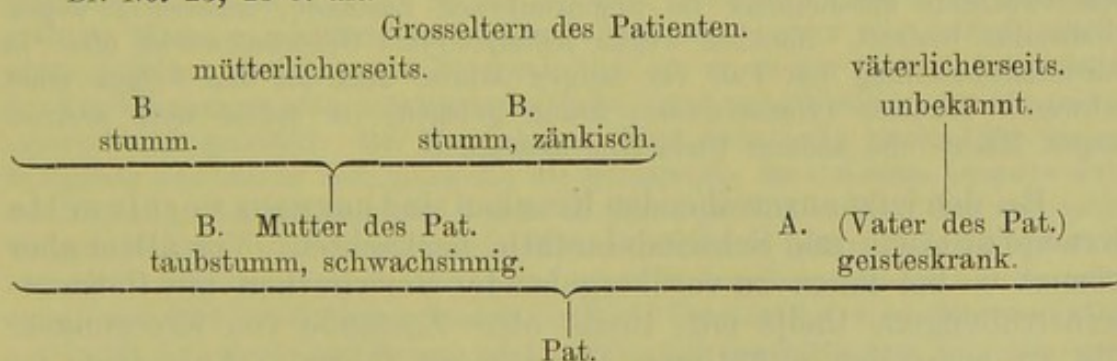 Grosseltern des Patienten.
mütterlicherseits. väterlicherseits.
B. B. unbekannt.
stumm. stumm, zänkisch.
B. Mutter des Pat. A. (Vater des Pat.)
taubstumm, schwachsinnig. geisteskrank.
Pat.